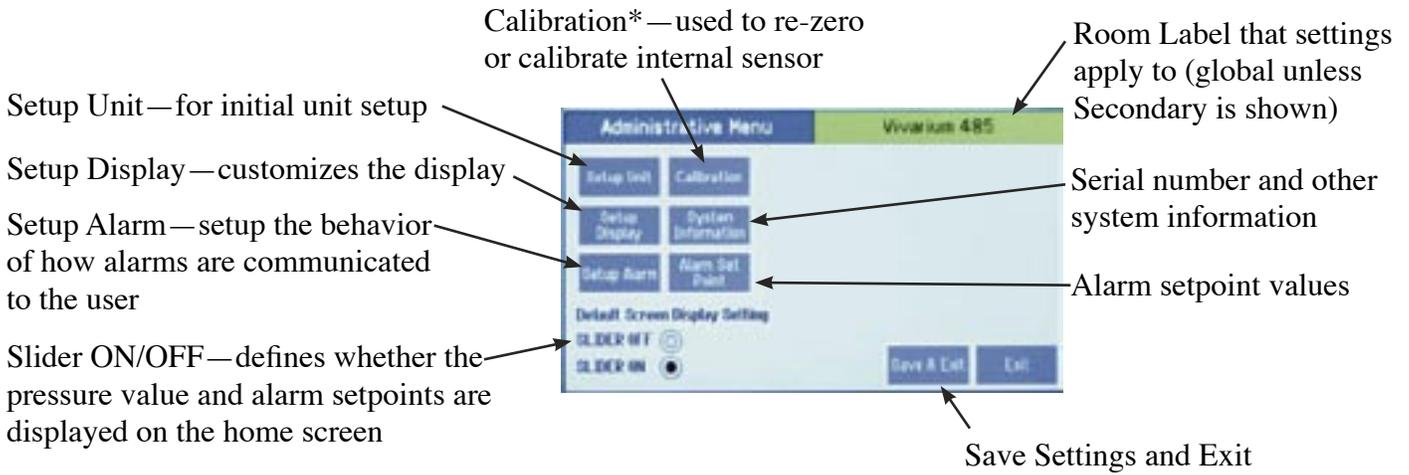 Calibration*—used to re-zero
or calibrate internal sensor
Room Label that settings
apply to (global unless
Secondary is shown)
Setup Unit—for initial unit setup
Setup Display—customizes the display
Setup Alarm—setup the behavior
of how alarms are communicated
to the user
Slider ON/OFF—defines whether the
pressure value and alarm setpoints are
displayed on the home screen
Administrative Menu
Vivarium 485
Setup Unit
Calibration
Setup
Display
System
Information
Setup Alarm
Alarm Set
Point
Default Screen Display Setting
SLIDER OFF
SLIDER ON
Save & Exit
Exit
Serial number and other
system information
Alarm setpoint values
Save Settings and Exit